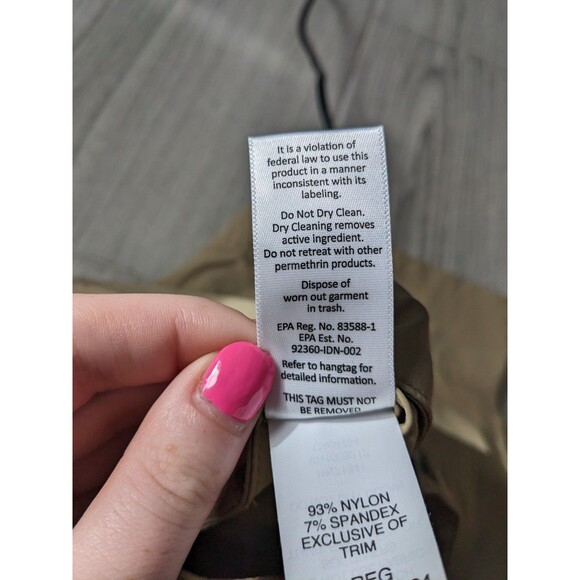 It is a violation of
federal law to use this
product in a manner
inconsistent with its
labeling.
Do Not Dry Clean.
Dry Cleaning removes
active ingredient.
Do not retreat with other
permethrin products.
Dispose of
worn out garment
in trash.
EPA Reg. No. 83588-1
EPA Est. No.
92360-IDN-002
Refer to hangtag for
detailed information.
THIS TAG MUST NOT
BE REMOVED
93% NYLON
7% SPANDEX
EXCLUSIVE OF
TRIM
REG